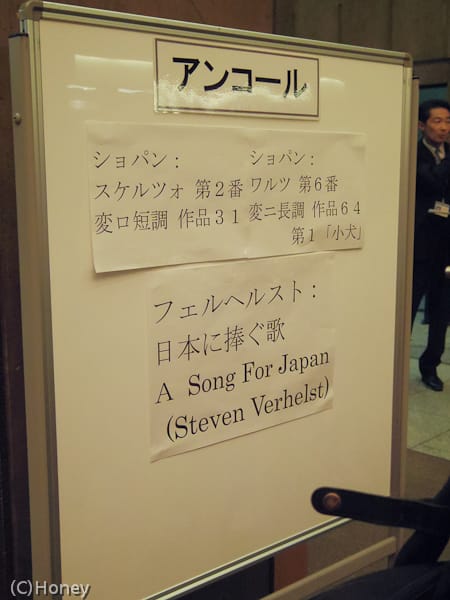 アンコール
ショパン：
スケルツォ 第２番
変ロ短調 作品３１
ショパン：
ワルツ 第６番
変ニ長調 作品６４
第１「小犬」
フェルヘルスト：
日本に捧ぐ歌
A Song For Japan
(Steven Verhelst)
(C)Honey